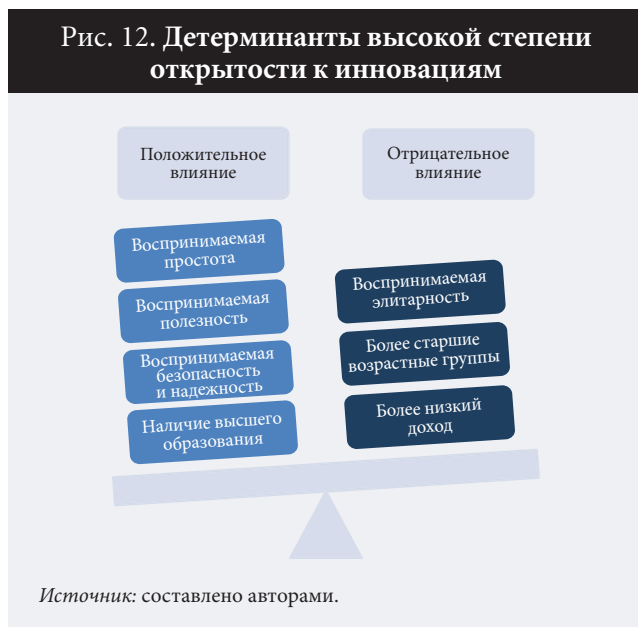 Рис. 12. Детерминанты высокой степени
открытости к инновациям
Положительное
влияние
Отрицательное
влияние
Воспринимаемая
простота
Воспринимаемая
полезность
Воспринимаемая
безопасность
и надежность
Наличие высшего
образования
Воспринимаемая
элитарность
Более старшие
возрастные группы
Более низкий
доход
Источник: составлено авторами.